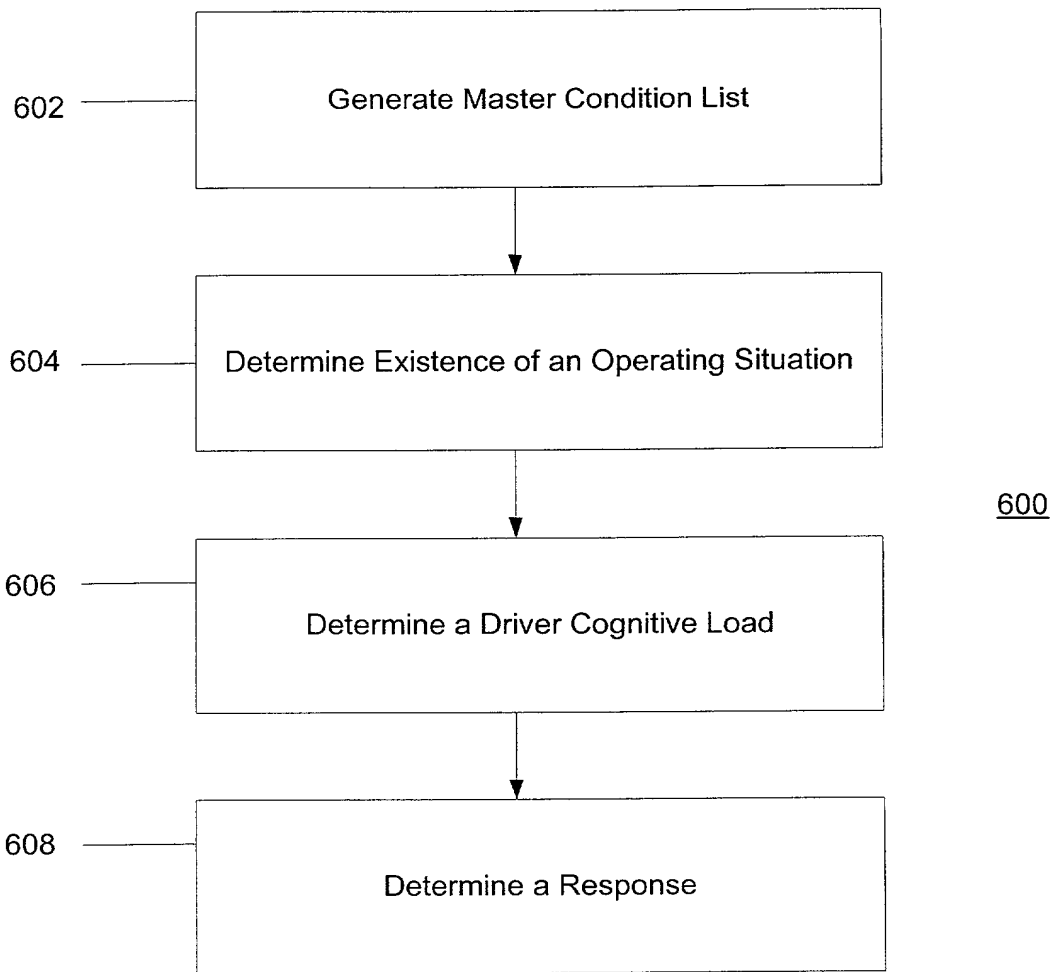 602
Generate Master Condition List
604
Determine Existence of an Operating Situation
600
606
Determine a Driver Cognitive Load
608
Determine a Response